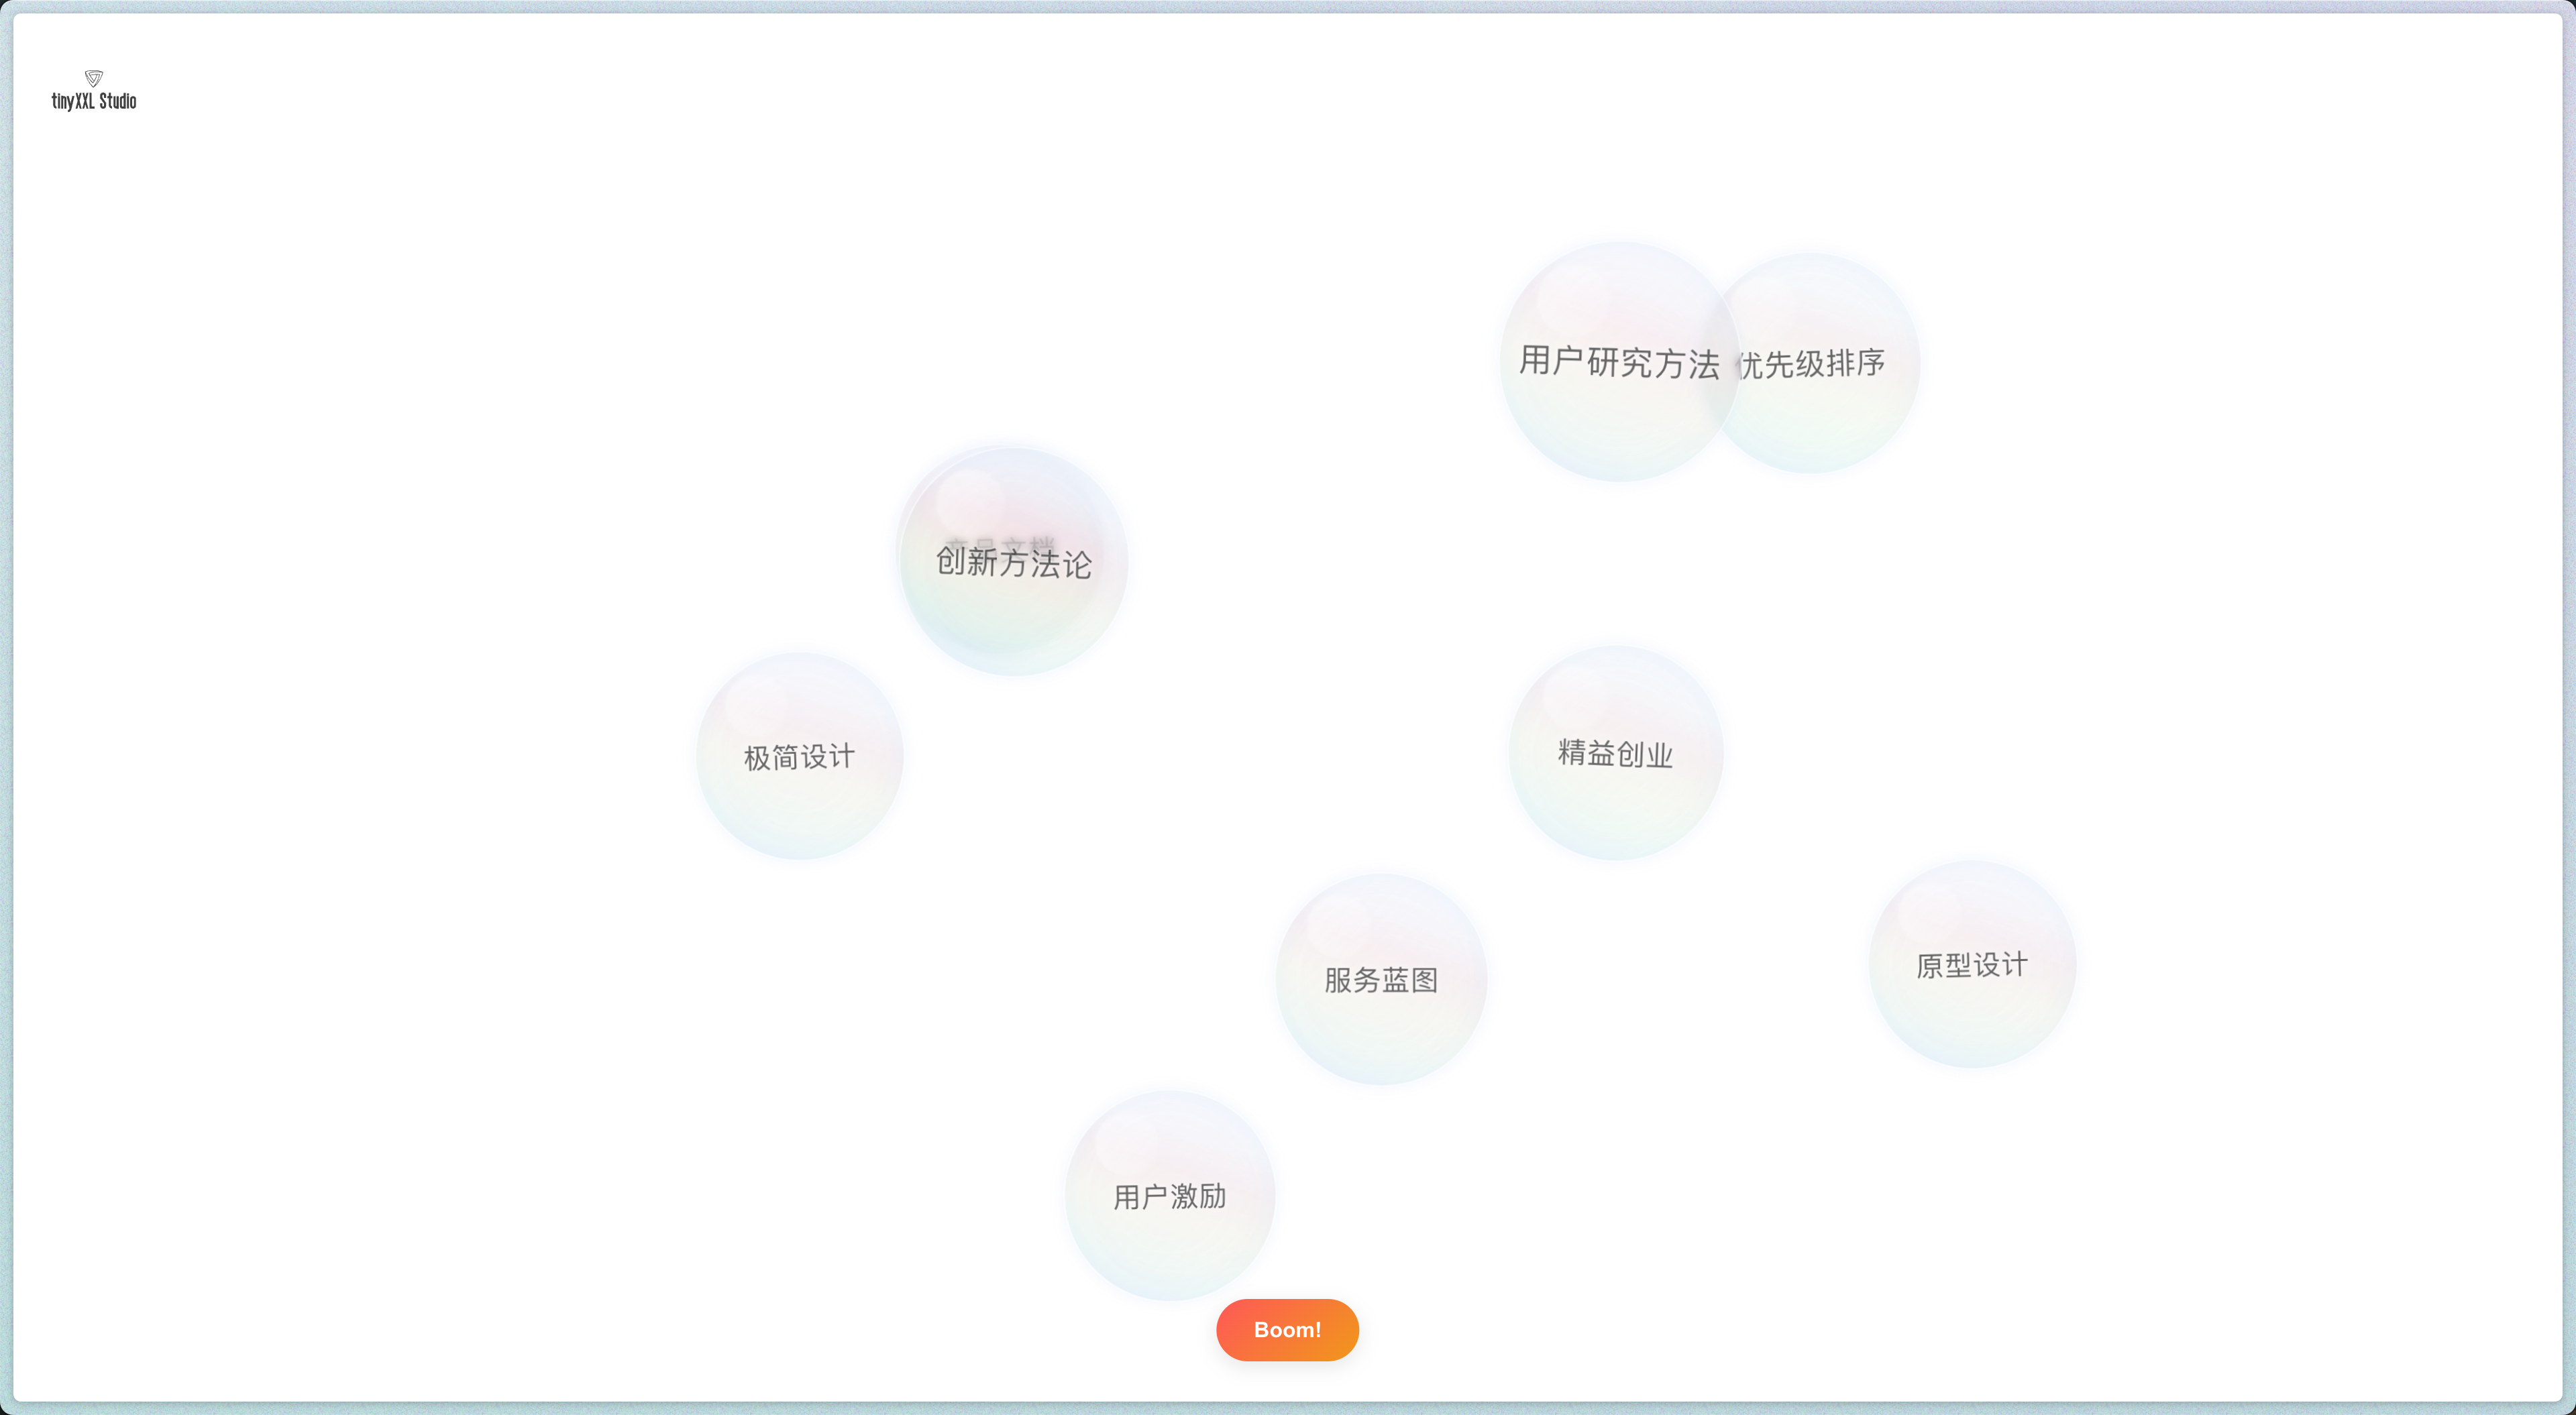 tinyXXL Studio
用户研究方法
优先级排序
产品文档
创新方法论
极简设计
精益创业
服务蓝图
原型设计
用户激励
Boom!